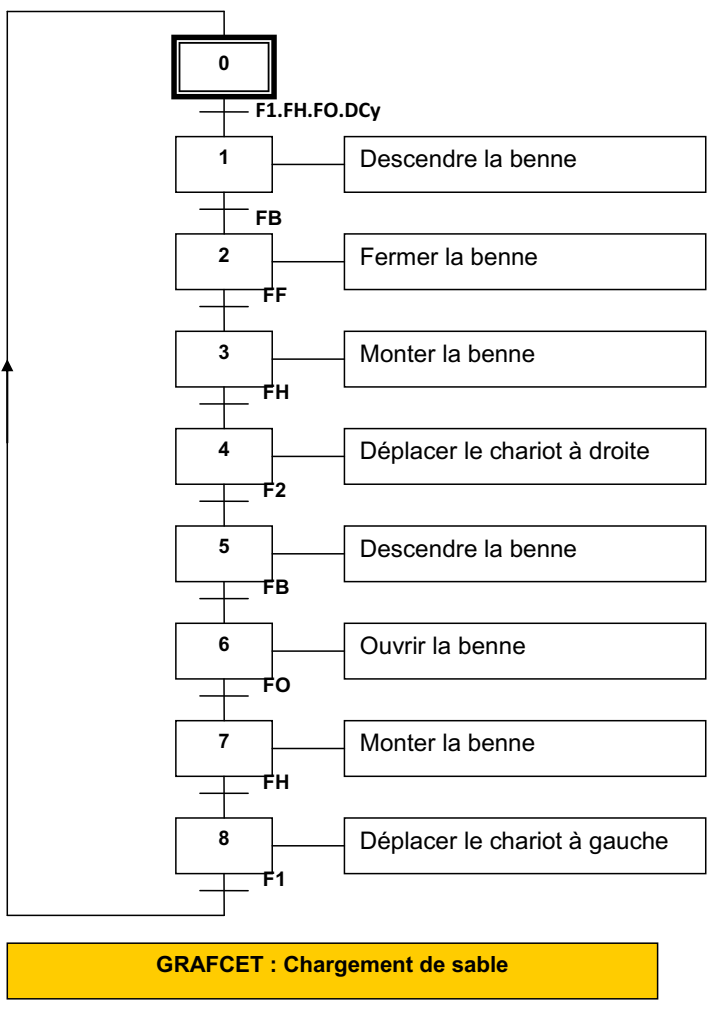 0
F1.FH.FO.DCy
1 Descendre la benne
FB
2 Fermer la benne
FF
3 Monter la benne
FH
4 Déplacer le chariot à droite
F2
5 Descendre la benne
FB
6 Ouvrir la benne
FO
7 Monter la benne
FH
8 Déplacer le chariot à gauche
F1
GRAFCET : Chargement de sable